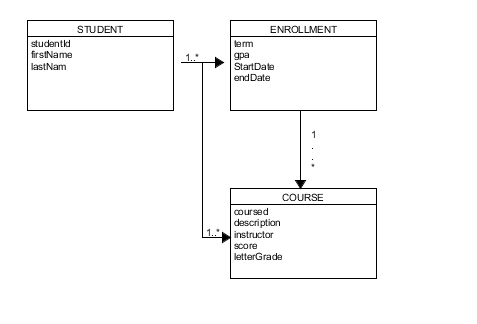 STUDENT
studentId
firstName
lastNam
ENROLLMENT
term
gpa
StartDate
endDate
1..*
1
.
.
*
1..*
COURSE
coursed
description
instructor
score
letterGrade